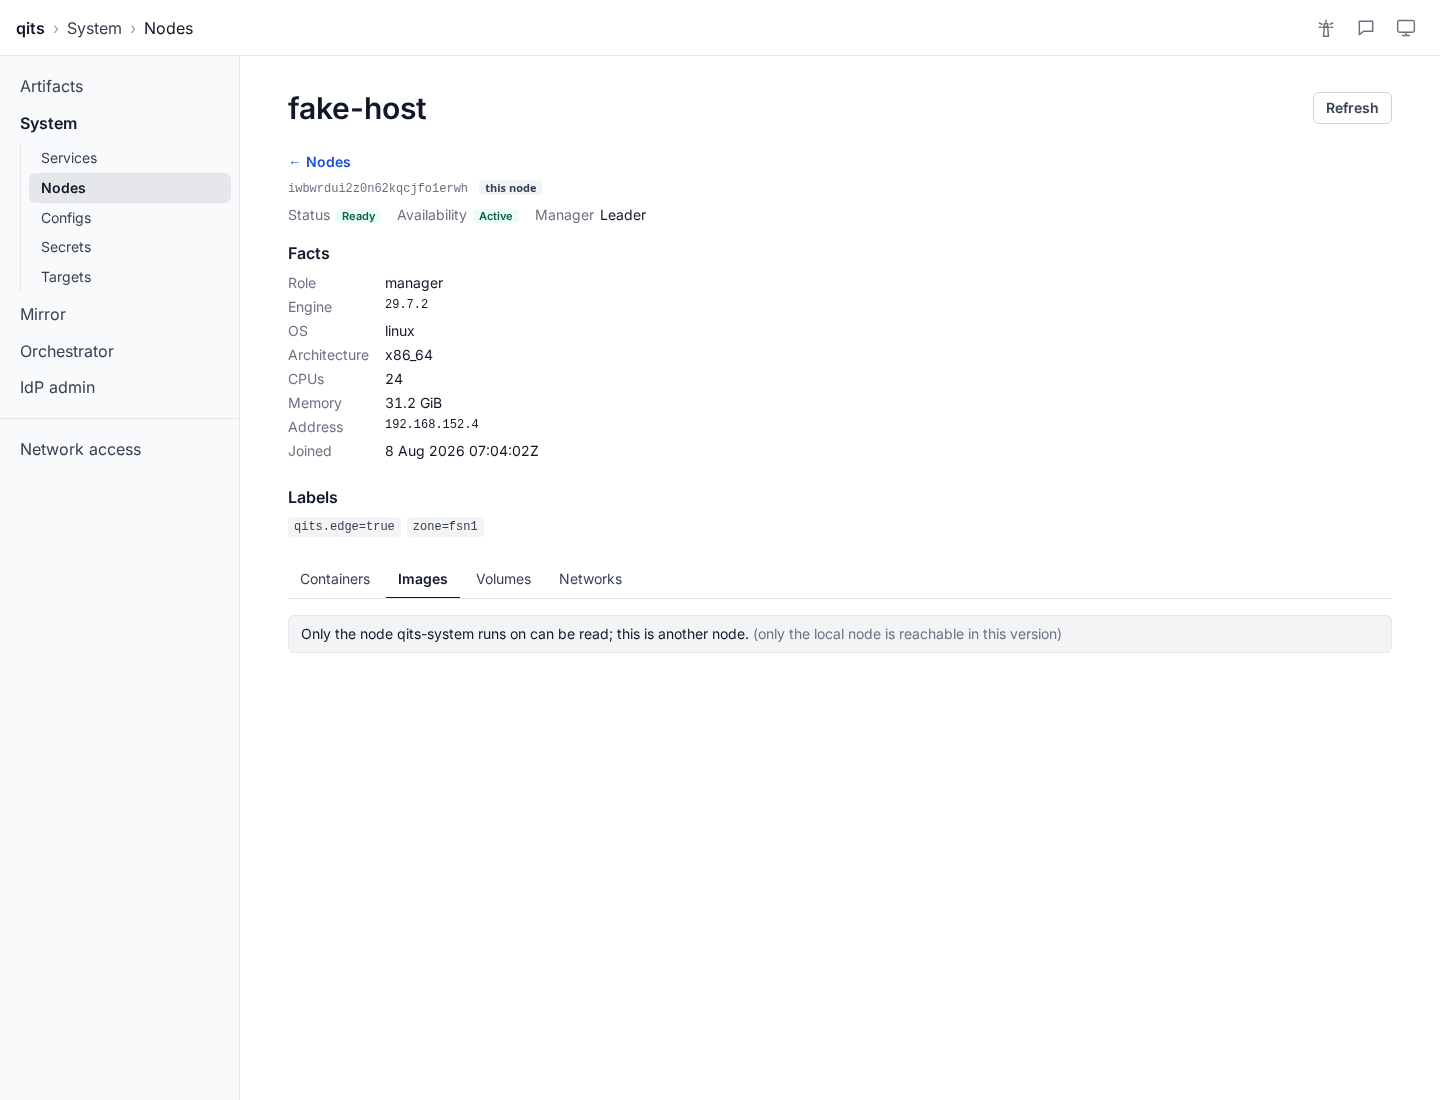 qits › System › Nodes
Artifacts
System
Services
Nodes
Configs
Secrets
Targets
Mirror
Orchestrator
IdP admin
Network access
fake-host
Refresh
← Nodes
iwbwrdui2z0n62kqcjfo1erwh this node
Status Ready Availability Active Manager Leader
Facts
Role manager
Engine 29.7.2
OS linux
Architecture x86_64
CPUs 24
Memory 31.2 GiB
Address 192.168.152.4
Joined 8 Aug 2026 07:04:02Z
Labels
qits.edge=true zone=fsn1
Containers Images Volumes Networks
Only the node qits-system runs on can be read; this is another node. (only the local node is reachable in this version)